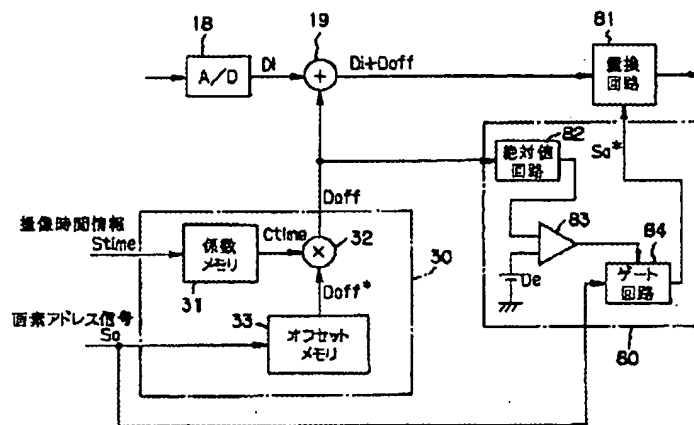 18
19
81
A/D
Di
+
Di+Doff
置換
回路
82
絶対値
回路
Sa*
Doff
撮像時間情報
Stime
係数
メモリ
31
Ctime
×
32
30
83
84
De
ゲート
回路
Doff*
画素アドレス信号
Sa
33
オフセット
メモリ
80